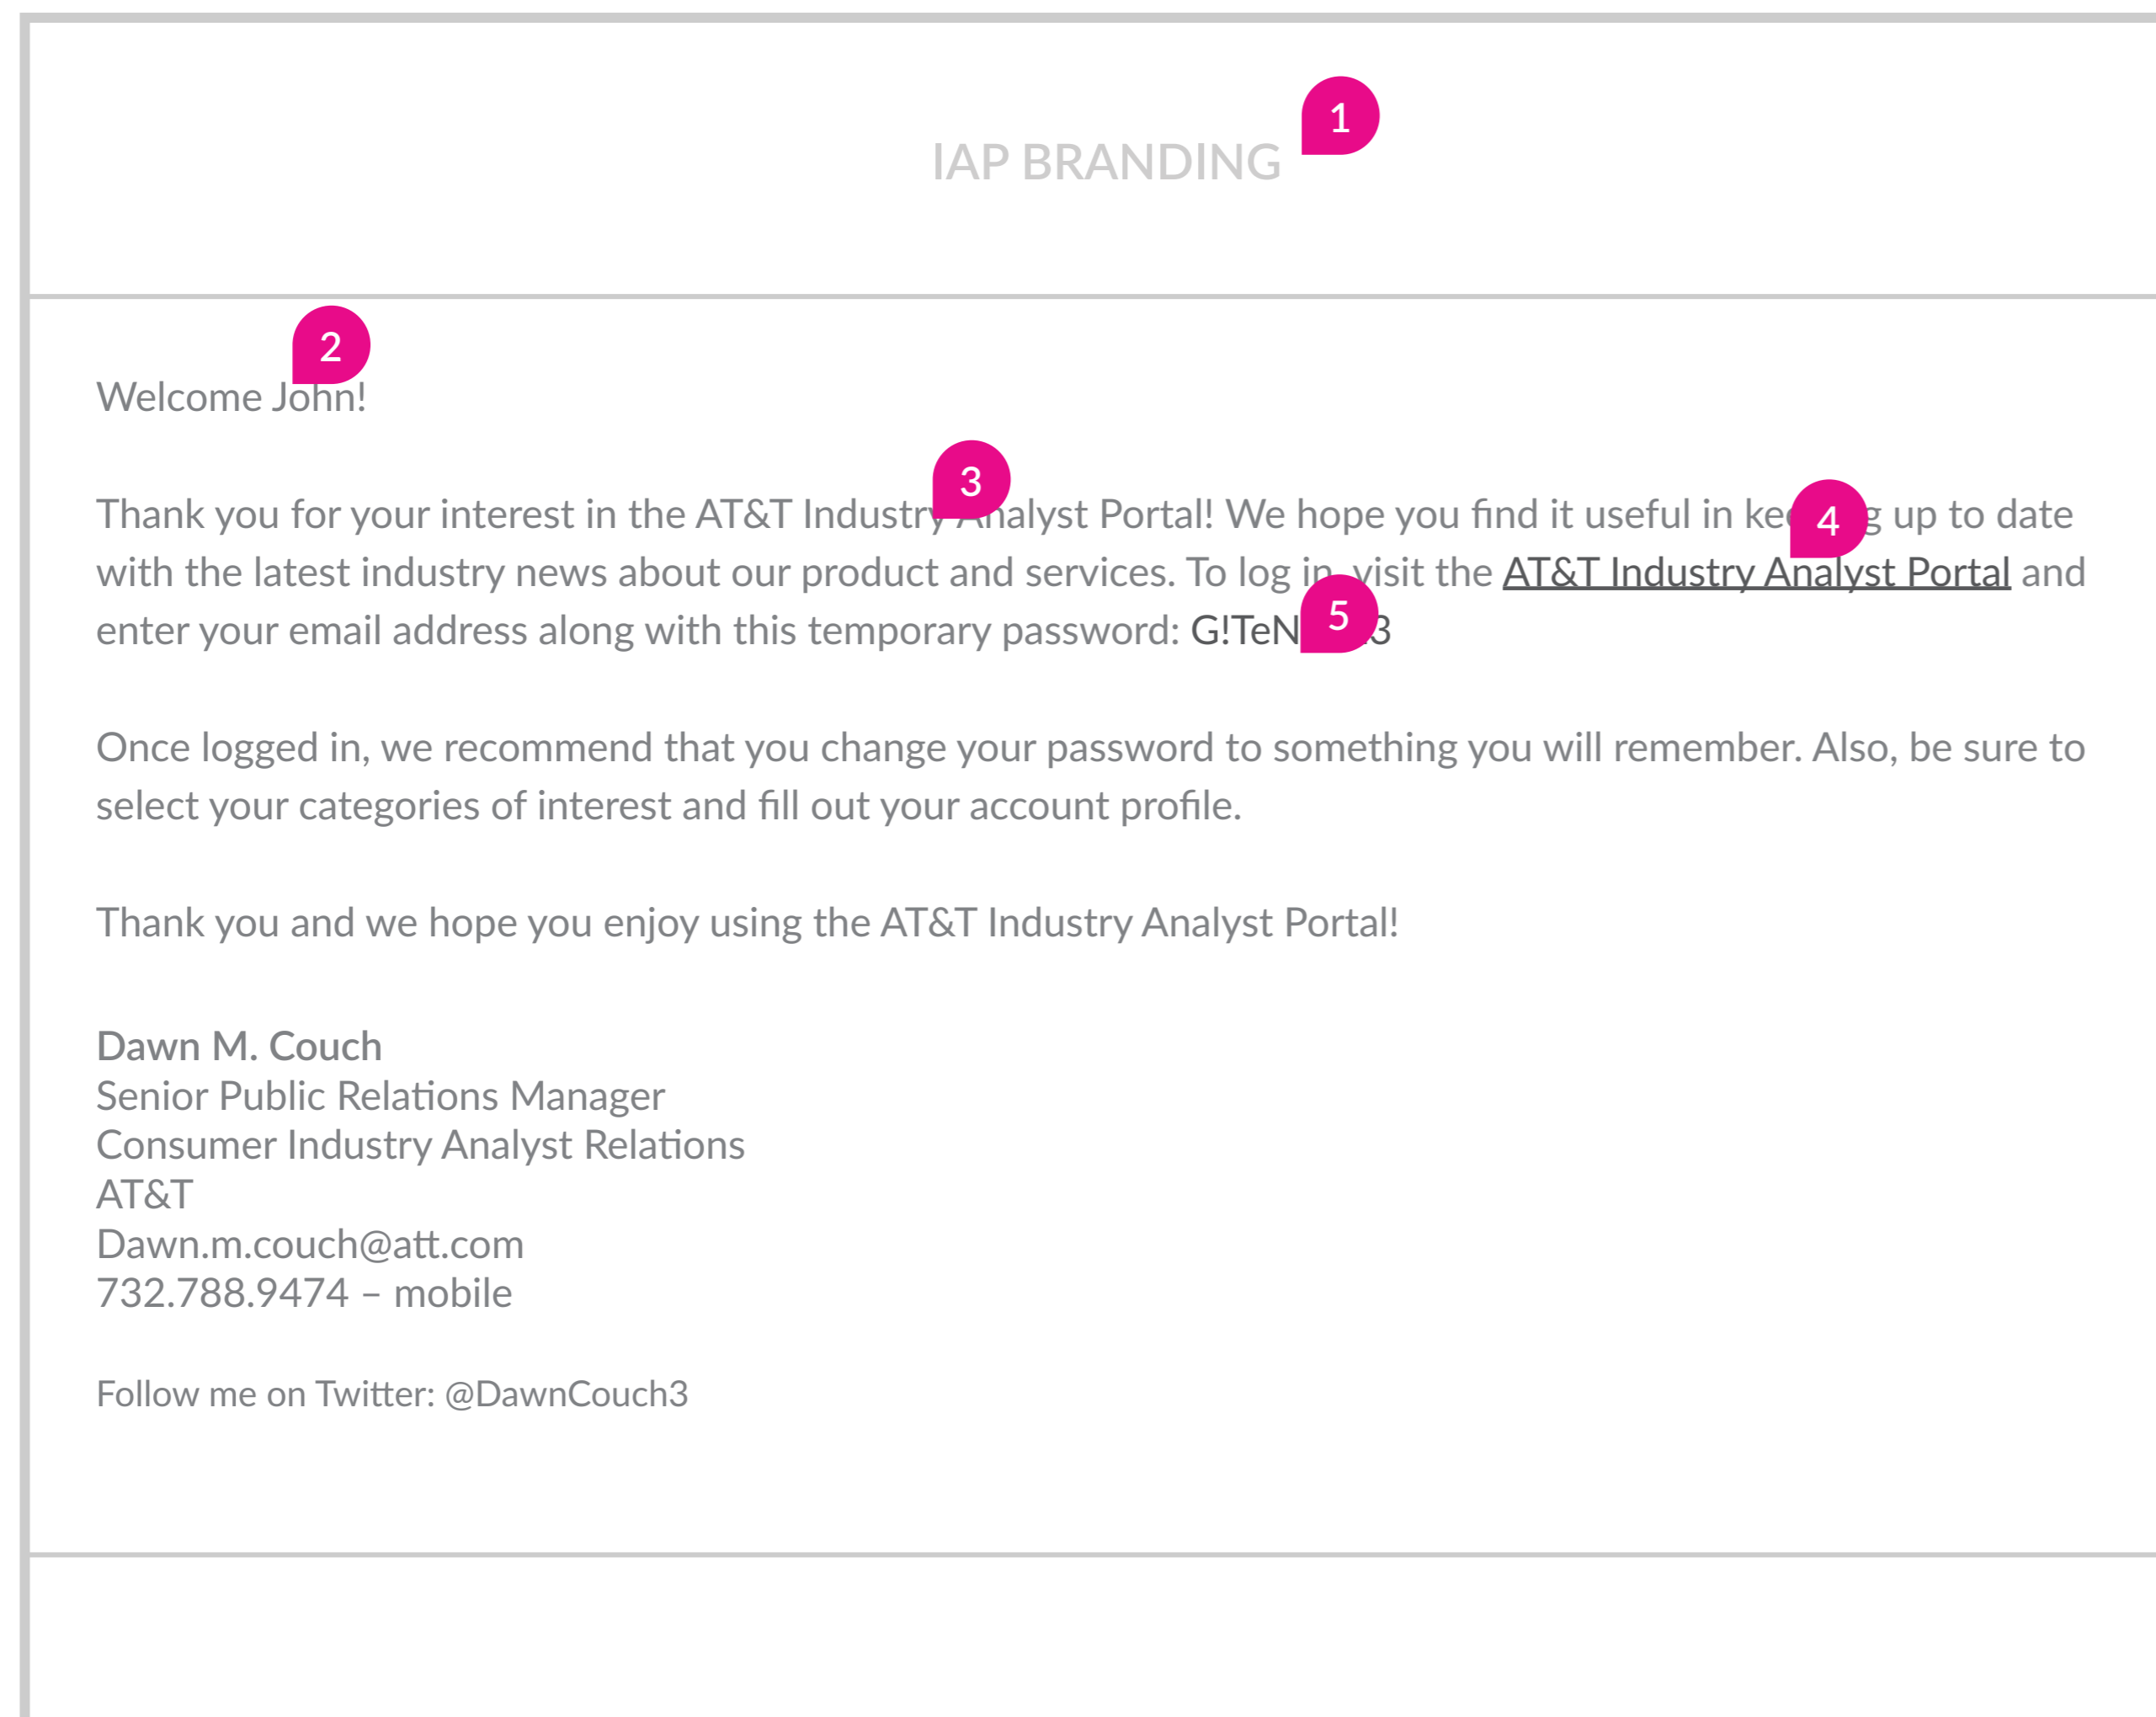 1
IAP BRANDING
2
Welcome John!
3
Thank you for your interest in the AT&T Industry Analyst Portal! We hope you find it useful in keeping up to date
4
with the latest industry news about our product and services. To log in, visit the AT&T Industry Analyst Portal and
5
enter your email address along with this temporary password:
Once logged in, we recommend that you change your password to something you will remember. Also, be sure to
select your categories of interest and fill out your account profile.
Thank you and we hope you enjoy using the AT&T Industry Analyst Portal!
Dawn M. Couch
Senior Public Relations Manager
Consumer Industry Analyst Relations
AT&T
Dawn.m.couch@att.com
732.788.9474 – mobile
Follow me on Twitter: @DawnCouch3